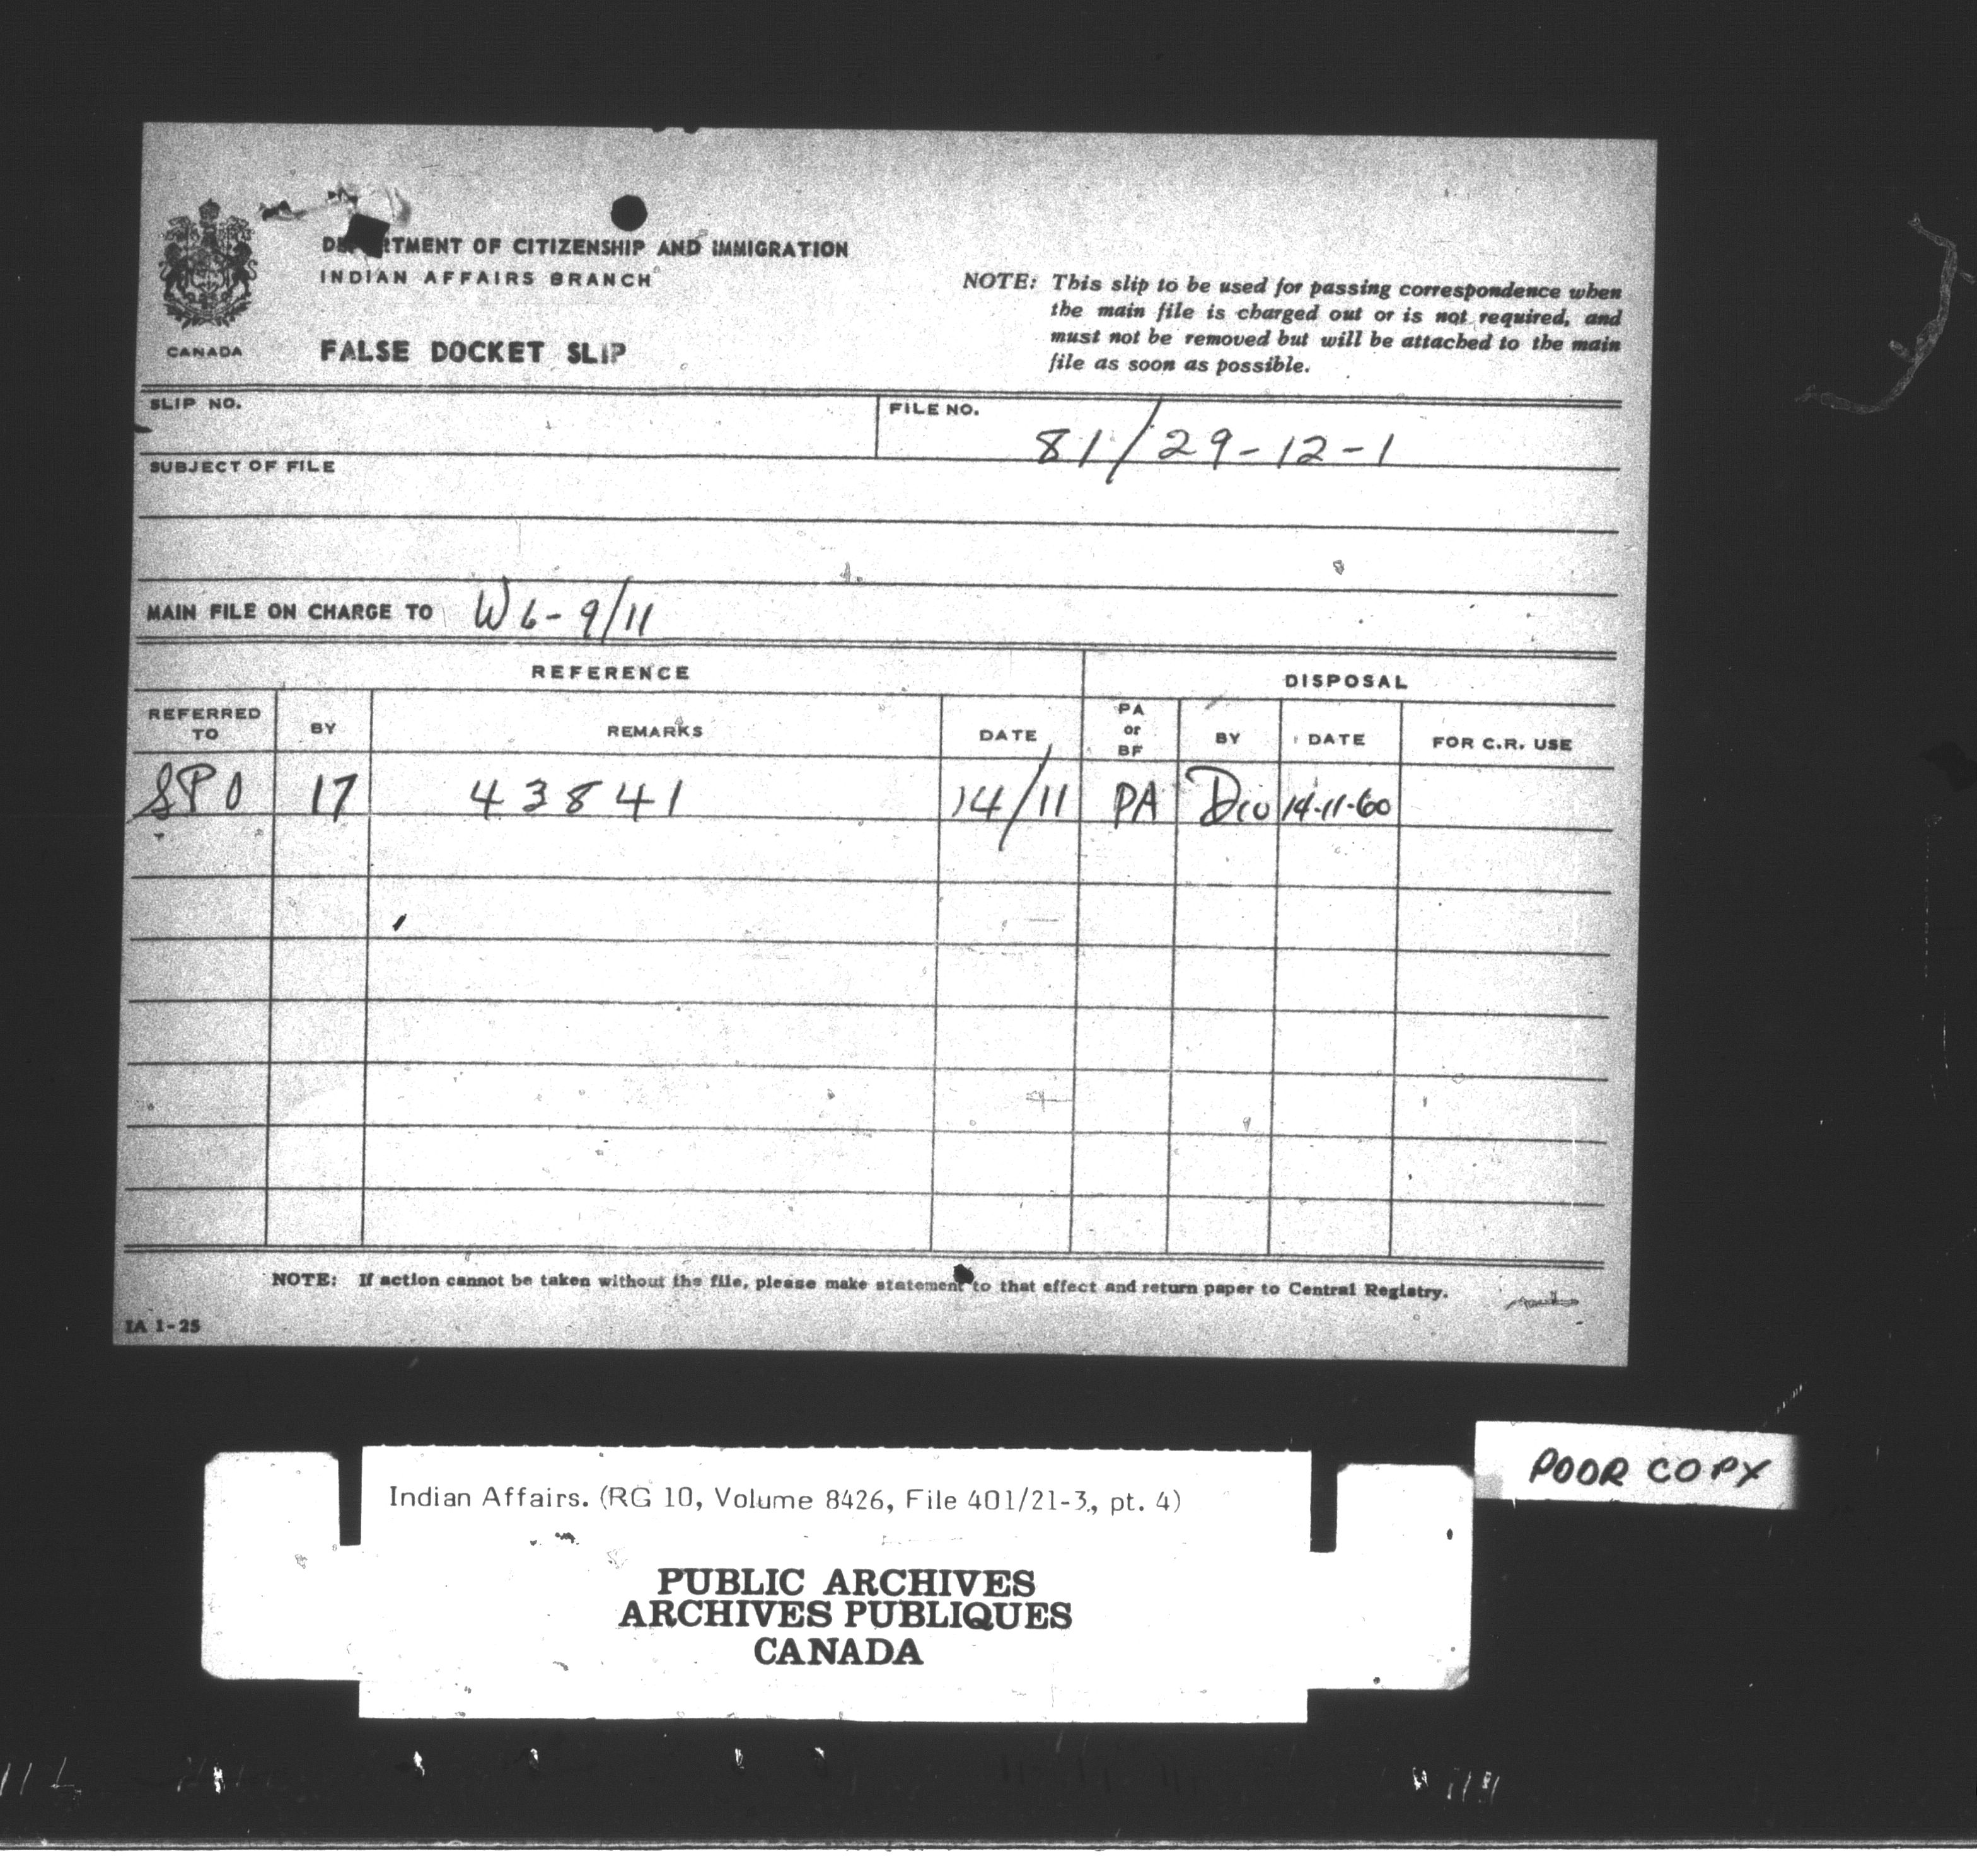 DEPARTMENT OF CITIZENSHIP AND IMMIGRATION
INDIAN AFFAIRS BRANCH
CANADA
FALSE DOCKET SLIP
NOTE: This slip to be used for passing correspondence when
the main file is charged out or is not required, and
must not be removed but will be attached to the main
file as soon as possible.
SLIP NO.
FILE NO. 81/29-12-1
SUBJECT OF FILE
MAIN FILE ON CHARGE TO W6-9/11
REFERENCE DISPOSAL
REFERRED TO BY REMARKS DATE PA or BF BY DATE FOR C.R. USE
SPO 17 43841 14/11 PA 14-11-60
NOTE: If action cannot be taken without the file, please make statement to that effect and return paper to Central Registry.
IA 1-25
POOR COPY
Indian Affairs. (RG 10, Volume 8426, File 401/21-3, pt. 4)
PUBLIC ARCHIVES
ARCHIVES PUBLIQUES
CANADA